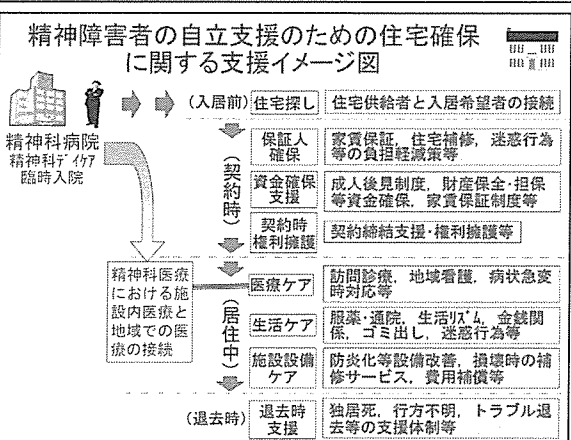 精神障害者の自立支援のための住宅確保
に関する支援イメージ図
精神科病院
精神科デイケア
臨時入院
(入居前)
住宅探し
住宅供給者と入居希望者の接続
(契約時)
保証人
確保
家賃保証，住宅補修，迷惑行為
等の負担軽減策等
資金確保
支援
成人後見制度，財産保全・担保
等資金確保，家賃保証制度等
契約時
権利擁護
契約締結支援・権利擁護等
精神科医療
における施
設内医療と
地域での医
療の接続
(居住中)
医療ケア
訪問診療，地域看護，病状急変
時対応等
生活ケア
服薬・通院，生活リズム，金銭関
係，ゴミ出し，迷惑行為等
施設設備
ケア
防炎化等設備改善，損壊時の補
修サービス，費用補償等
(退去時)
退去時
支援
独居死，行方不明，トラブル退
去等の支援体制等